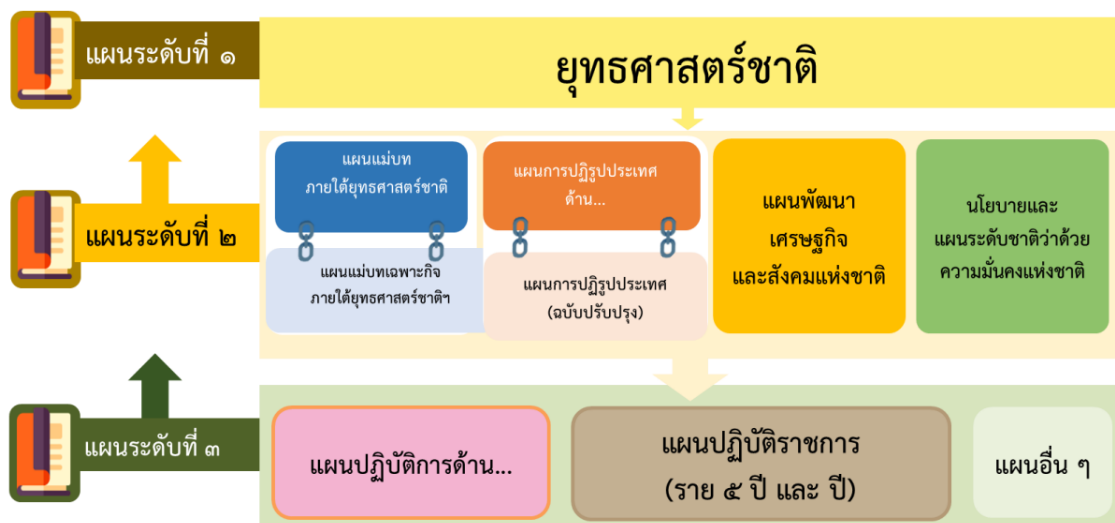 แผนระดับที่ ๑
ยุทธศาสตร์ชาติ
แผนระดับที่ ๒
แผนแม่บท
ภายใต้ยุทธศาสตร์ชาติ
แผนแม่บทเฉพาะกิจ
ภายใต้ยุทธศาสตร์ชาติฯ
แผนการปฏิรูปประเทศ
ด้าน...
แผนการปฏิรูปประเทศ
(ฉบับปรับปรุง)
แผนพัฒนา
เศรษฐกิจ
และสังคมแห่งชาติ
นโยบายและ
แผนระดับชาติว่าด้วย
ความมั่นคงแห่งชาติ
แผนระดับที่ ๓
แผนปฏิบัติการด้าน...
แผนปฏิบัติราชการ
(ราย ๕ ปี และ ปี)
แผนอื่น ๆ